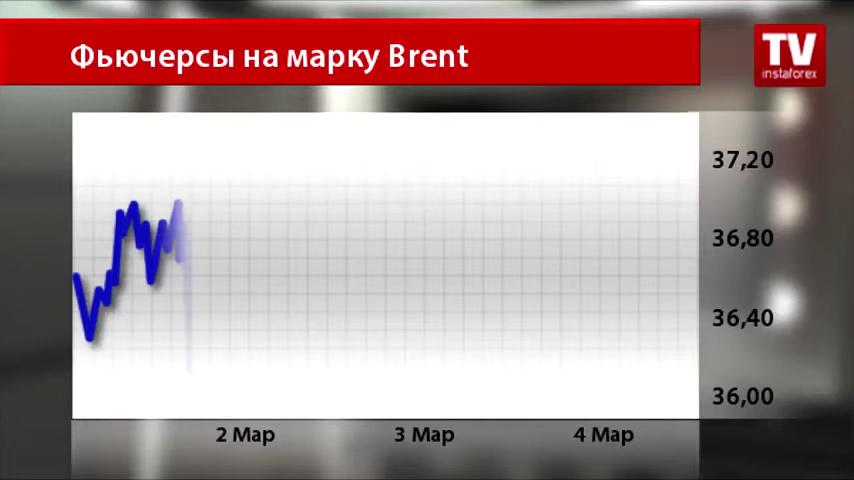 Фьючерсы на марку Brent
TV
instaforex
37,20
36,80
36,40
36,00
2 Мар
3 Мар
4 Мар